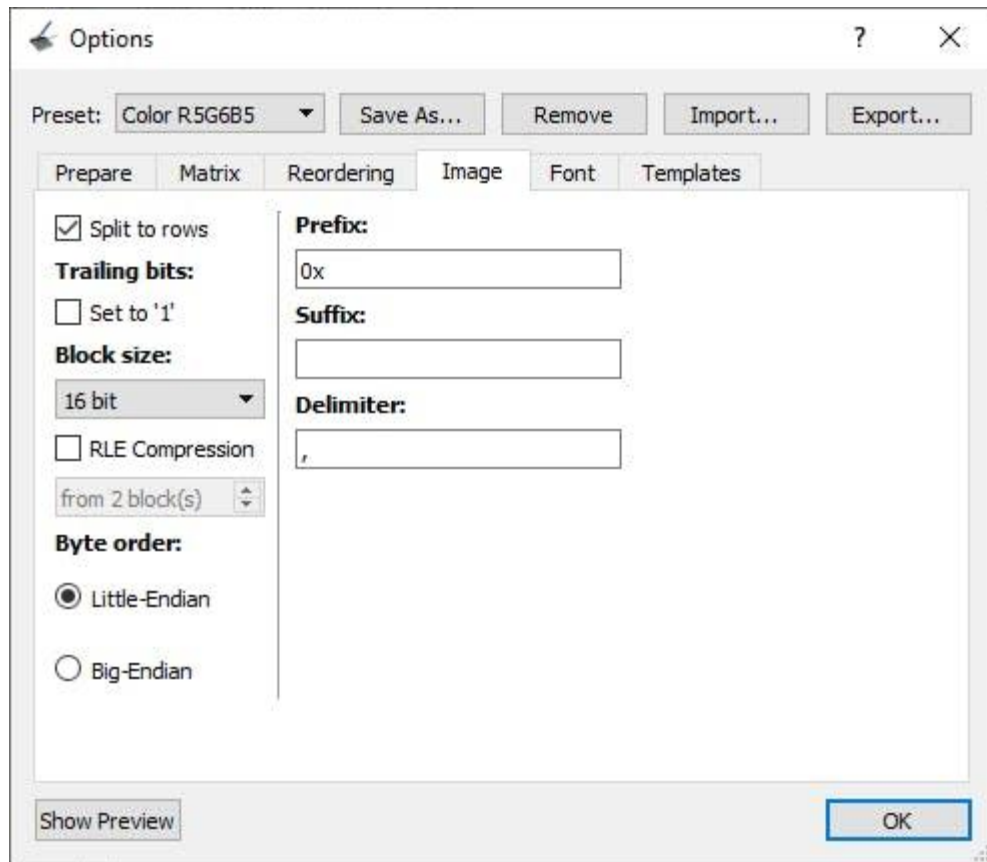 Options
?
Preset: Color R5G6B5 Save As... Remove Import... Export...
Prepare Matrix Reordering Image Font Templates
Split to rows
Prefix:
Trailing bits:
0x
Set to '1'
Suffix:
Block size:
16 bit
Delimiter:
RLE Compression
,
from 2 block(s)
Byte order:
Little-Endian
Big-Endian
Show Preview OK